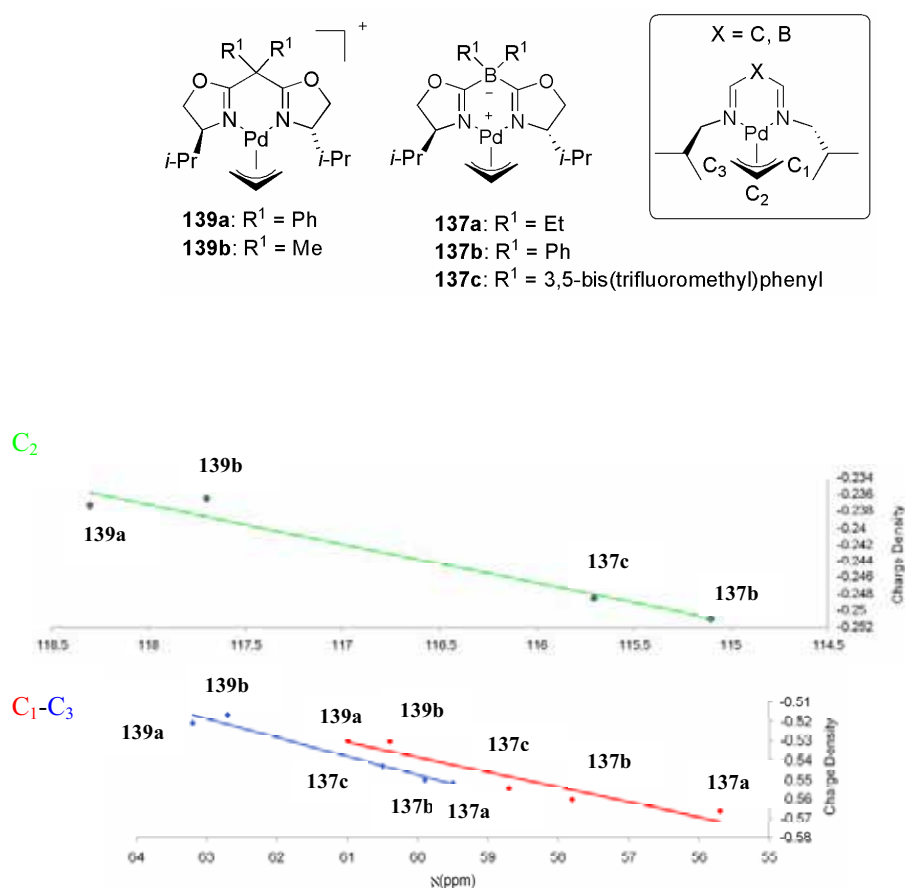 R¹ R¹ ⁺
O O
N N
Pd
i-Pr i-Pr
139a: R¹ = Ph
139b: R¹ = Me
R¹ R¹
O B O
−
N + N
Pd
i-Pr i-Pr
137a: R¹ = Et
137b: R¹ = Ph
137c: R¹ = 3,5-bis(trifluoromethyl)phenyl
X = C, B
X
N N
Pd
C₃ C₁
C₂
C₂
139b
139a
137c
137b
-0.234
-0.236
-0.238
-0.24
-0.242
-0.244
-0.246
-0.248
-0.25
-0.252
Charge Density
118.5 118 117.5 117 116.5 116 115.5 115 114.5
C₁-C₃
139b
139a
139a
139b
137c
137c
137b
137b
137a
137a
-0.51
-0.52
-0.53
-0.54
0.55
0.56
-0.57
-0.58
Charge Density
59 57 55
ℵ(ppm)